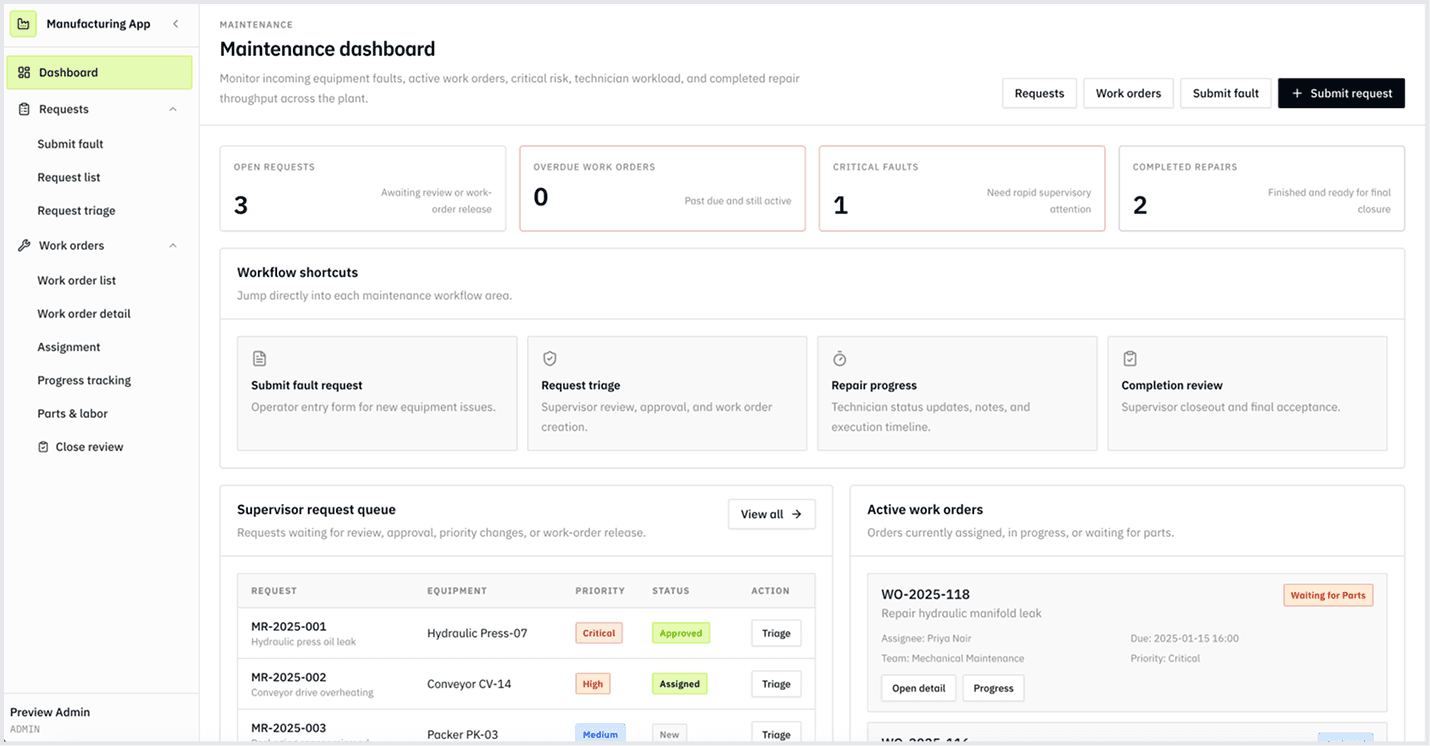 Manufacturing App
Dashboard
Requests
Submit fault
Request list
Request triage
Work orders
Work order list
Work order detail
Assignment
Progress tracking
Parts & labor
Close review
Preview Admin
ADMIN
MAINTENANCE
Maintenance dashboard
Monitor incoming equipment faults, active work orders, critical risk, technician workload, and completed repair
throughput across the plant.
Requests
Work orders
Submit fault
+ Submit request
OPEN REQUESTS
3
Awaiting review or work-
order release
OVERDUE WORK ORDERS
0
Past due and still active
CRITICAL FAULTS
1
Need rapid supervisory
attention
COMPLETED REPAIRS
2
Finished and ready for final
closure
Workflow shortcuts
Jump directly into each maintenance workflow area.
Submit fault request
Operator entry form for new equipment issues.
Request triage
Supervisor review, approval, and work order
creation.
Repair progress
Technician status updates, notes, and
execution timeline.
Completion review
Supervisor closeout and final acceptance.
Supervisor request queue
Requests waiting for review, approval, priority changes, or work-order release.
View all →
REQUEST EQUIPMENT PRIORITY STATUS ACTION
MR-2025-001
Hydraulic press oil leak
Hydraulic Press-07
Critical
Approved
Triage
MR-2025-002
Conveyor drive overheating
Conveyor CV-14
High
Assigned
Triage
MR-2025-003
Packer PK-03
Medium
New
Triage
Active work orders
Orders currently assigned, in progress, or waiting for parts.
WO-2025-118
Waiting for Parts
Repair hydraulic manifold leak
Assignee: Priya Nair
Due: 2025-01-15 16:00
Team: Mechanical Maintenance
Priority: Critical
Open detail
Progress